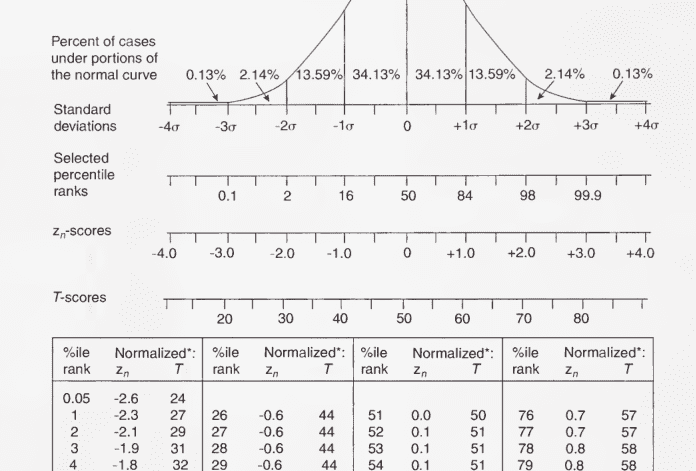 Percent of cases
under portions of
the normal curve 0.13% 2.14% 13.59% 34.13% 34.13% 13.59% 2.14% 0.13%
Standard
deviations -4σ -3σ -2σ -1σ 0 +1σ +2σ +3σ +4σ
Selected
percentile
ranks 0.1 2 16 50 84 98 99.9
zn-scores
-4.0 -3.0 -2.0 -1.0 0 +1.0 +2.0 +3.0 +4.0
T-scores
20 30 40 50 60 70 80
%ile Normalized*: %ile Normalized*: %ile Normalized*: %ile Normalized*:
rank zn T rank zn T rank zn T rank zn T
0.05 -2.6 24
1 -2.3 27 26 -0.6 44 51 0.0 50 76 0.7 57
2 -2.1 29 27 -0.6 44 52 0.1 51 77 0.7 57
3 -1.9 31 28 -0.6 44 53 0.1 51 78 0.8 58
4 -1.8 32 29 -0.6 44 54 0.1 51 79 0.8 58